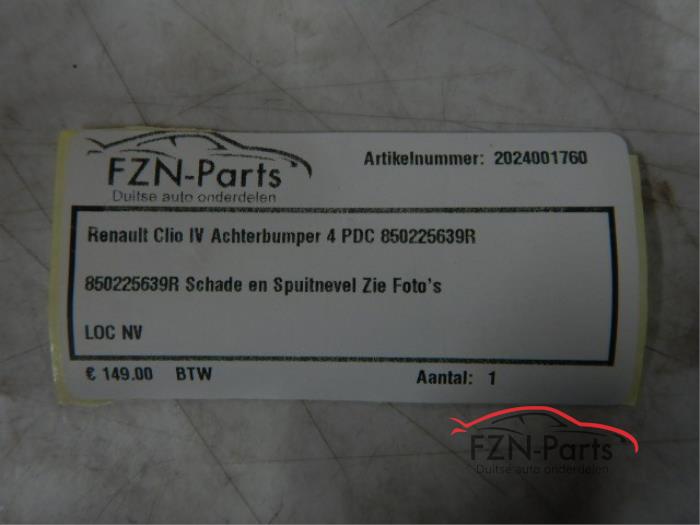 FZN-Parts
Duitse auto onderdelen
Artikelnummer: 2024001760
Renault Clio IV Achterbumper 4 PDC 850225639R
850225639R Schade en Spuitnevel Zie Foto's
LOC NV
€ 149.00 BTW
Aantal: 1
FZN-Parts
Duitse auto onderdelen